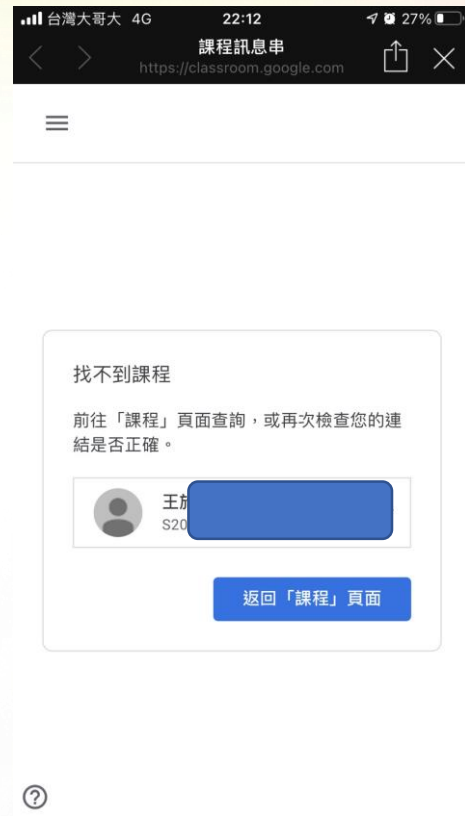 台灣大哥大 4G 22:12 27%
課程訊息串
https://classroom.google.com
找不到課程
前往「課程」頁面查詢，或再次檢查您的連
結是否正確。
王
S20
返回「課程」頁面